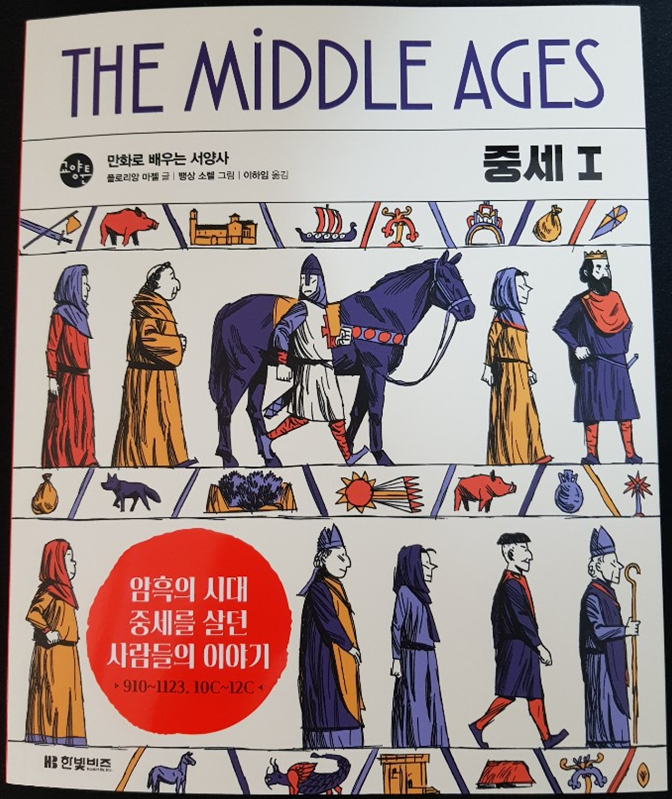 THE MiDDLE AGES
교양툰
만화로 배우는 서양사
플로리앙 마젤 글 | 뱅상 소렐 그림 | 이하임 옮김
중세 I
암흑의 시대
중세를 살던
사람들의 이야기
910~1123, 10C~12C
HB 한빛비즈